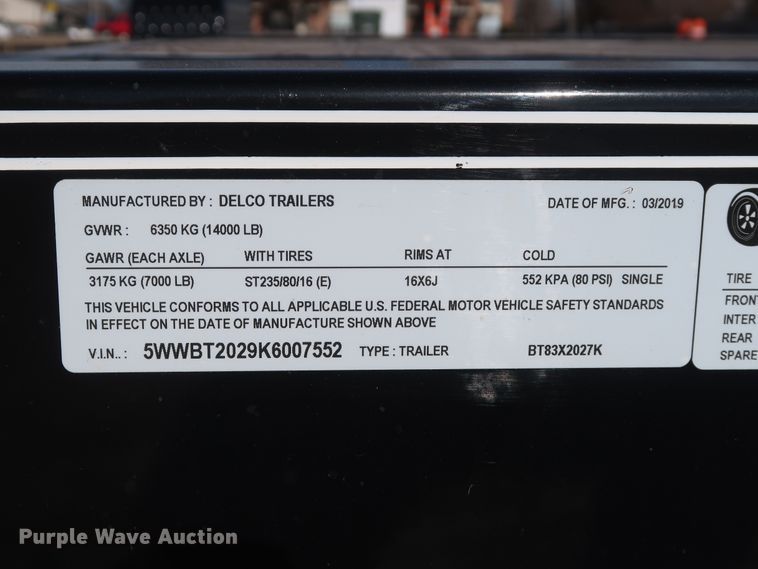 MANUFACTURED BY : DELCO TRAILERS DATE OF MFG. : 03/2019
GVWR : 6350 KG (14000 LB)
GAWR (EACH AXLE) WITH TIRES RIMS AT COLD
3175 KG (7000 LB) ST235/80/16 (E) 16X6J 552 KPA (80 PSI) SINGLE
THIS VEHICLE CONFORMS TO ALL APPLICABLE U.S. FEDERAL MOTOR VEHICLE SAFETY STANDARDS
IN EFFECT ON THE DATE OF MANUFACTURE SHOWN ABOVE
V.I.N.. : 5WWBT2029K6007552 TYPE : TRAILER BT83X2027K
TIRE
FRON
INTER
REAR
SPARE
Purple Wave Auction